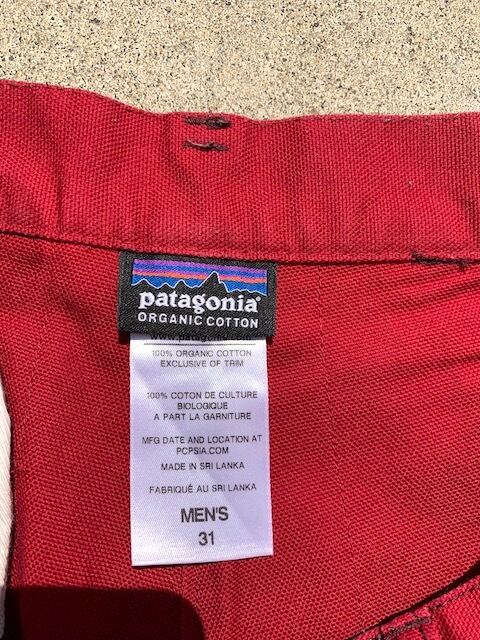 patagonia®
ORGANIC COTTON
100% ORGANIC COTTON
EXCLUSIVE OF TRIM
100% COTON DE CULTURE
BIOLOGIQUE
A PART LA GARNITURE
MFG DATE AND LOCATION AT
PCPSIA.COM
MADE IN SRI LANKA
FABRIQUÉ AU SRI LANKA
MEN'S
31